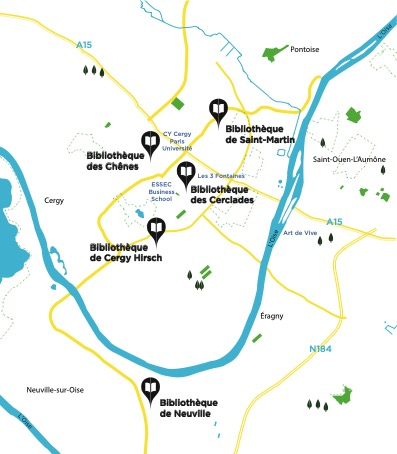 L'Oise
A15
Pontoise
CY Cergy
Paris
Université
Bibliothèque
de Saint-Martin
Bibliothèque
des Chênes
Saint-Ouen-L'Aumône
Les 3 Fontaines
ESSEC
Business
School
Bibliothèque
des Cerclades
Cergy
A15
Art de Vive
L'Oise
Bibliothèque
de Cergy Hirsch
Éragny
N184
Neuville-sur-Oise
Bibliothèque
de Neuville
L'Oise